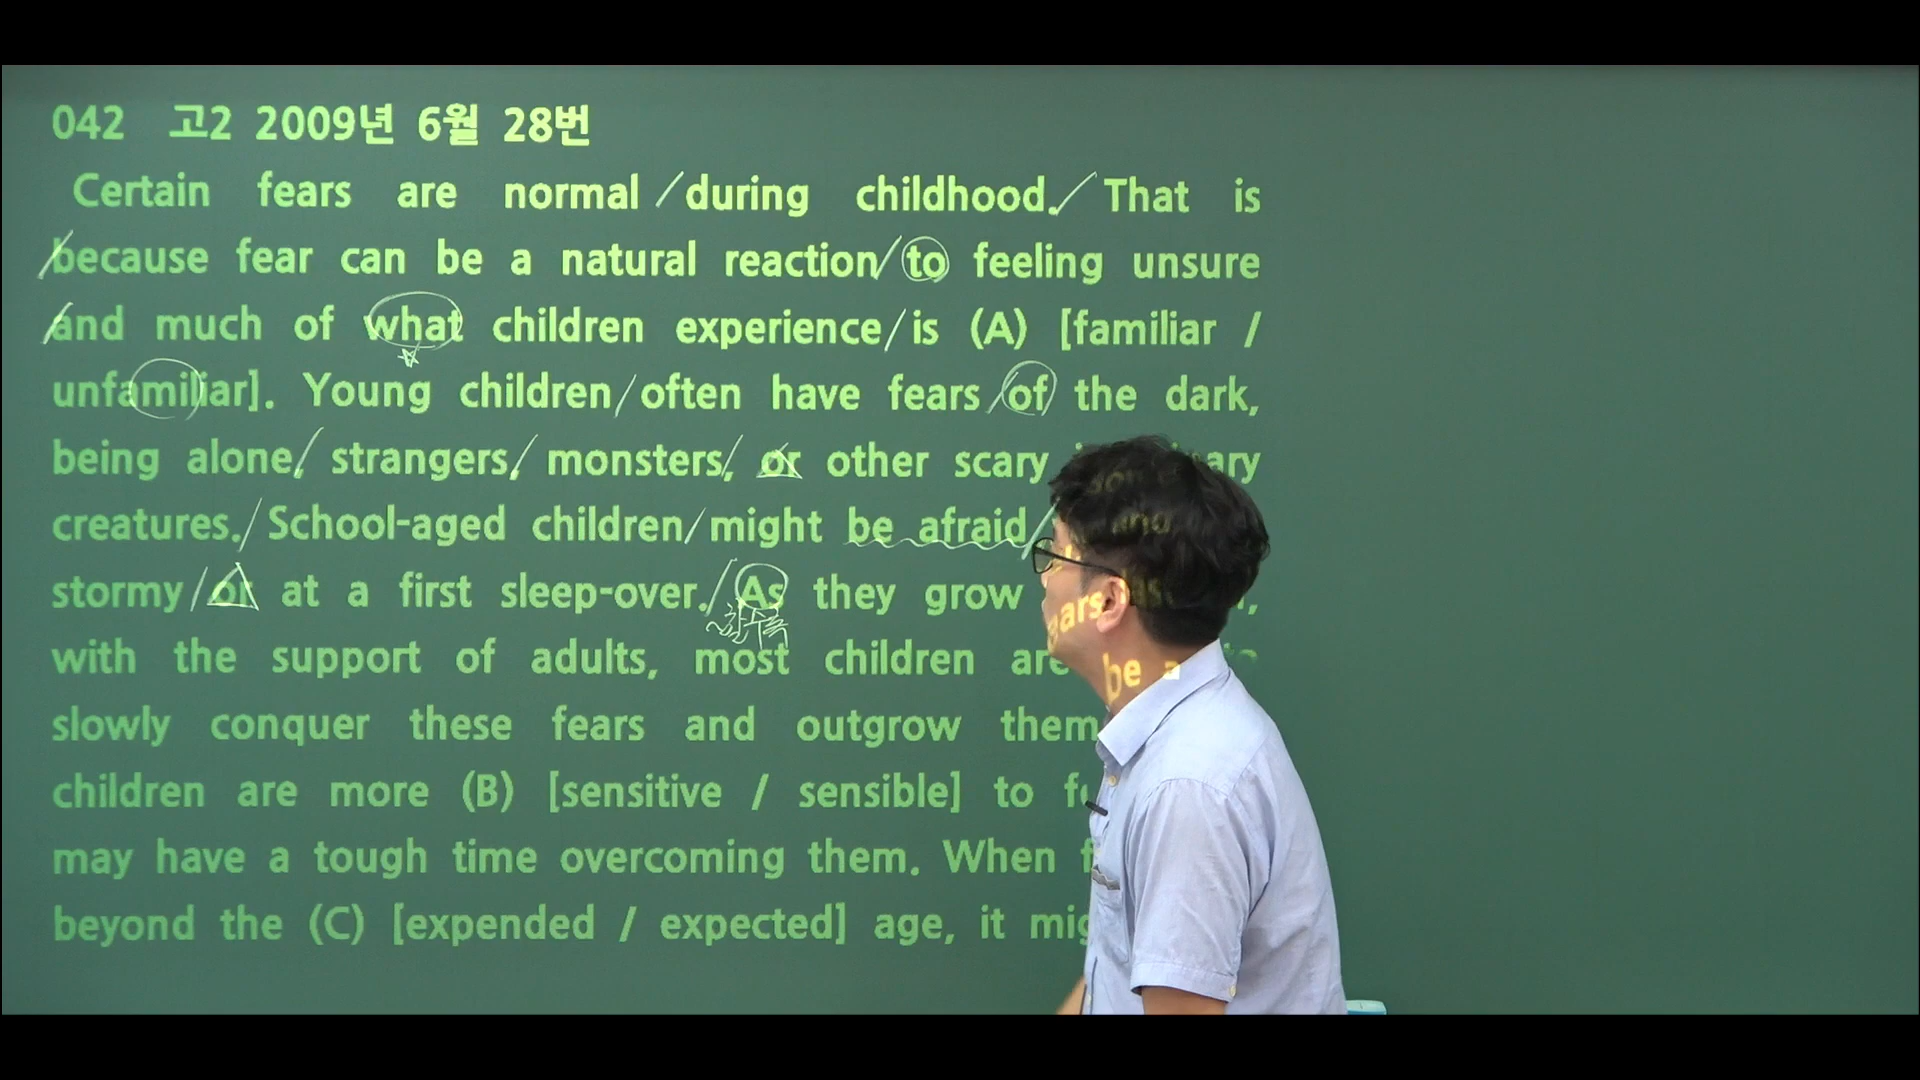 042 고2 2009년 6월 28번
Certain fears are normal / during childhood. / That is
/ because fear can be a natural reaction / to feeling unsure
/ and much of what children experience / is (A) [familiar /
unfamiliar]. Young children / often have fears / of the dark,
being alone, / strangers, / monsters, / or other scary
creatures. / School-aged children / might be afraid /
stormy / or at a first sleep-over. / As they grow
with the support of adults, most children are
slowly conquer these fears and outgrow them
children are more (B) [sensitive / sensible] to
may have a tough time overcoming them. When
beyond the (C) [expended / expected] age, it